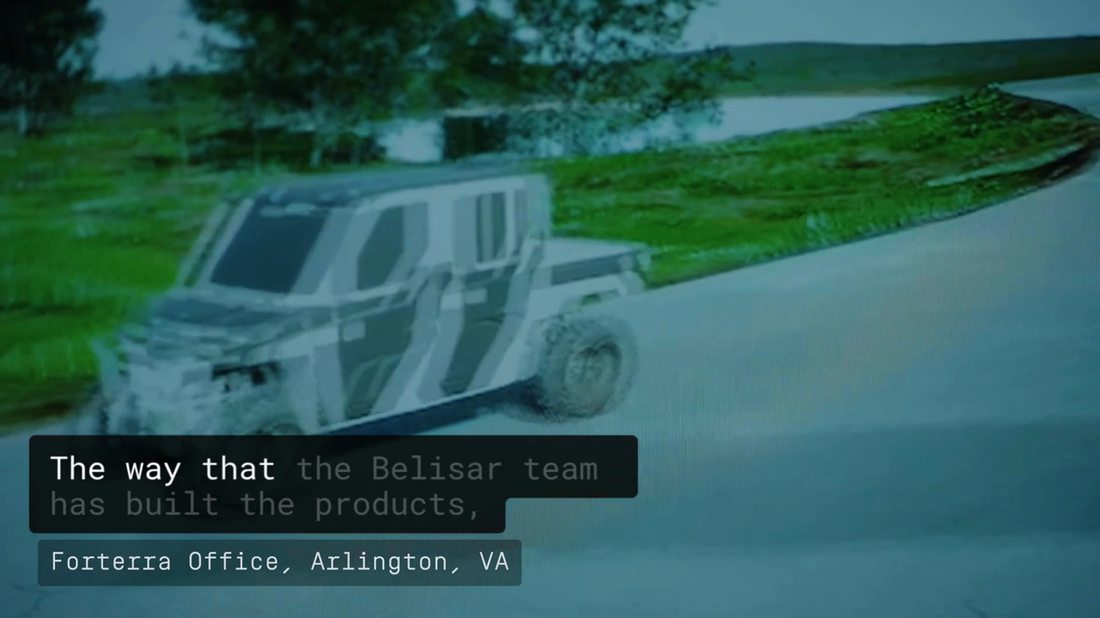 The way that the Belisar team
has built the products,
Forterra Office, Arlington, VA